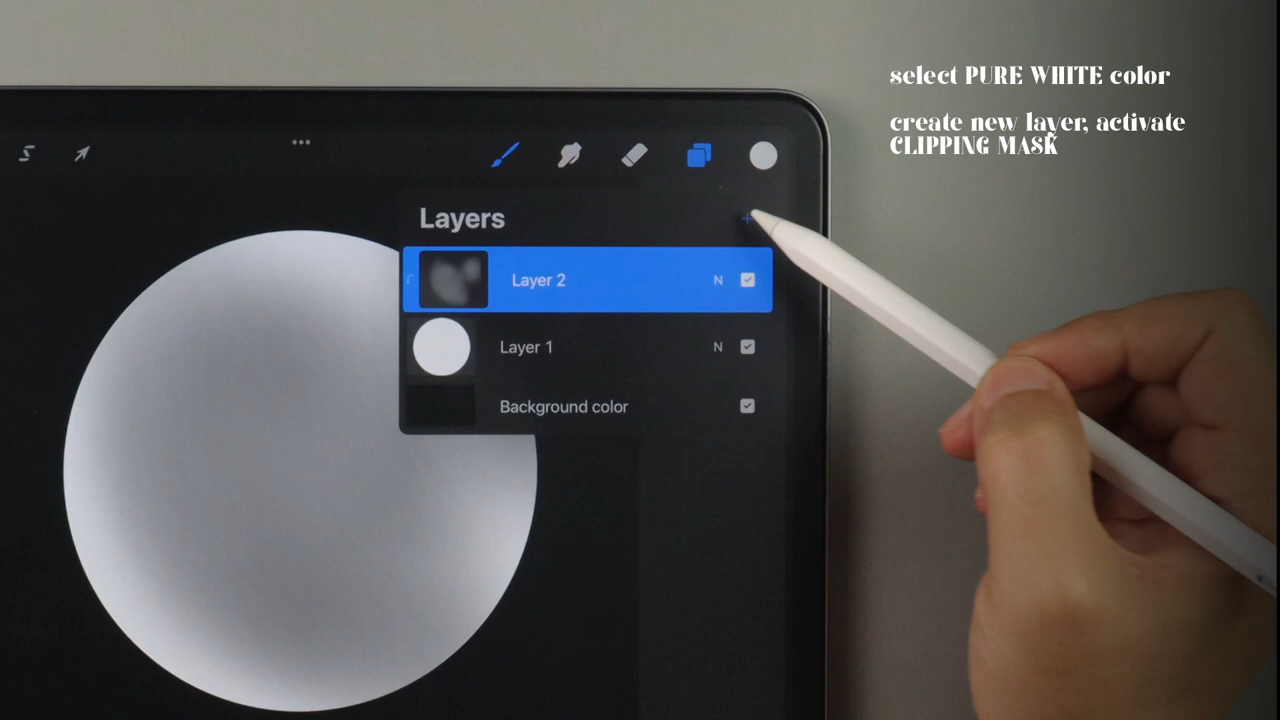 select PURE WHITE color
create new layer, activate
CLIPPING MASK
Layers
Layer 2 N
Layer 1 N
Background color